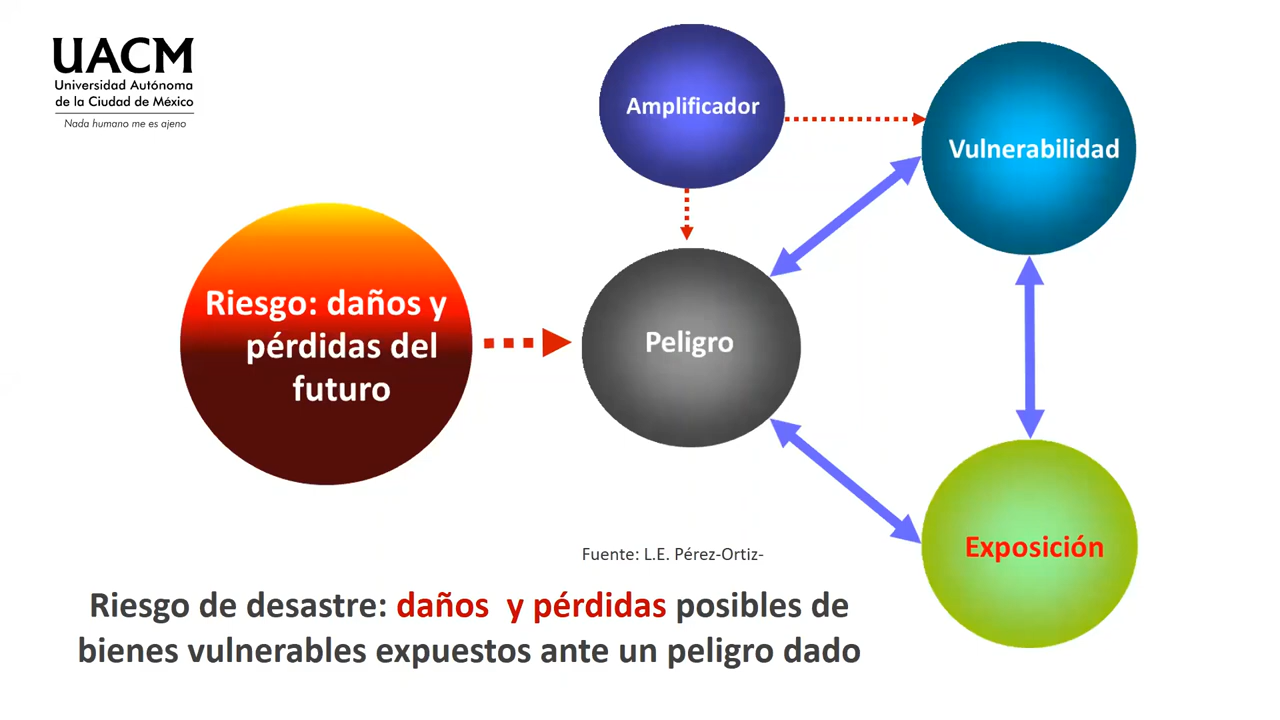 UACM
Universidad Autónoma
de la Ciudad de México
Nada humano me es ajeno
Amplificador
Vulnerabilidad
Riesgo: daños y
pérdidas del
futuro
Peligro
Exposición
Fuente: L.E. Pérez-Ortiz-
Riesgo de desastre: daños y pérdidas posibles de
bienes vulnerables expuestos ante un peligro dado